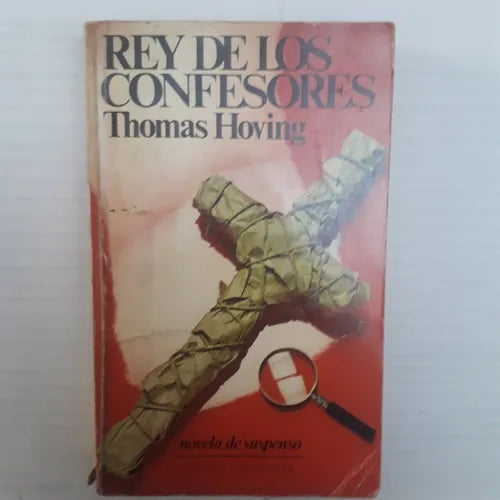 REY DE LOS
CONFESORES
Thomas Hoving
novela de suspenso